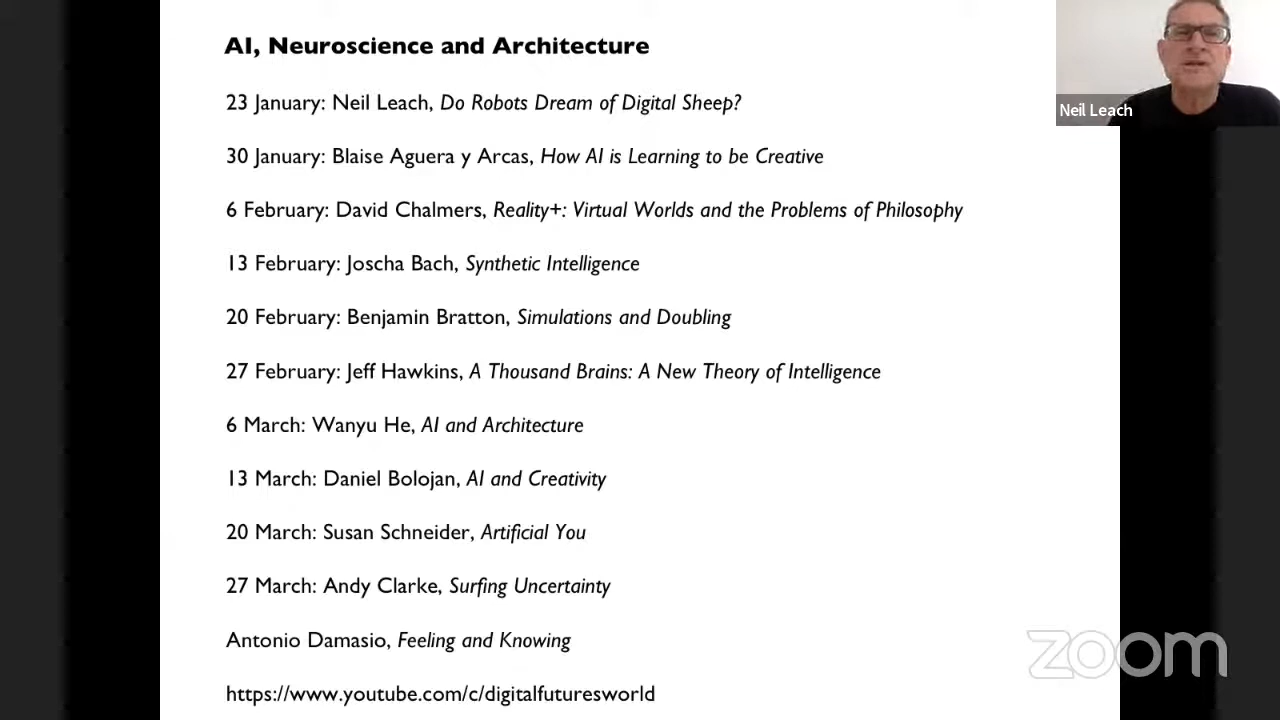 AI, Neuroscience and Architecture
23 January: Neil Leach, Do Robots Dream of Digital Sheep?
30 January: Blaise Aguera y Arcas, How AI is Learning to be Creative
6 February: David Chalmers, Reality+: Virtual Worlds and the Problems of Philosophy
13 February: Joscha Bach, Synthetic Intelligence
20 February: Benjamin Bratton, Simulations and Doubling
27 February: Jeff Hawkins, A Thousand Brains: A New Theory of Intelligence
6 March: Wanyu He, AI and Architecture
13 March: Daniel Bolojan, AI and Creativity
20 March: Susan Schneider, Artificial You
27 March: Andy Clarke, Surfing Uncertainty
Antonio Damasio, Feeling and Knowing
https://www.youtube.com/c/digitalfuturesworld
Neil Leach
zoom